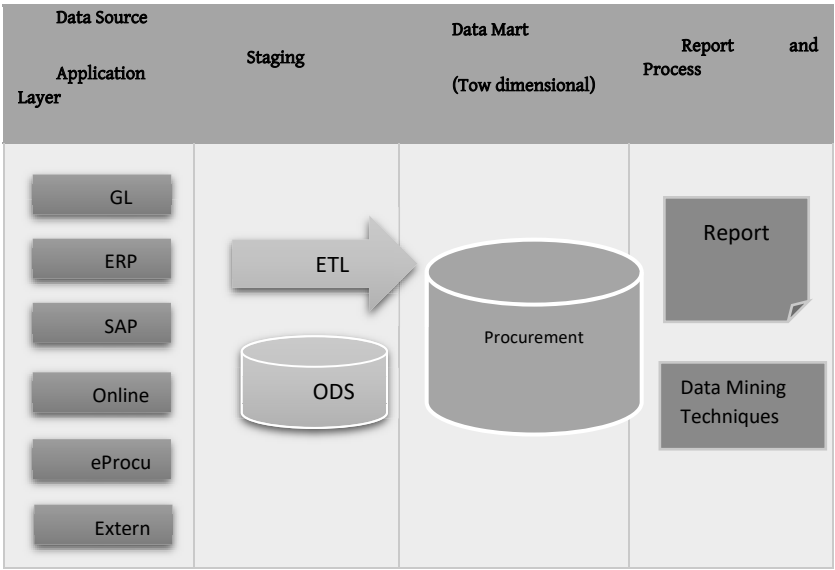 Data Source
Application
Layer
Staging
Data Mart
(Tow dimensional)
Report and
Process
GL
ERP
SAP
Online
eProcu
Extern
ETL
ODS
Procurement
Report
Data Mining
Techniques